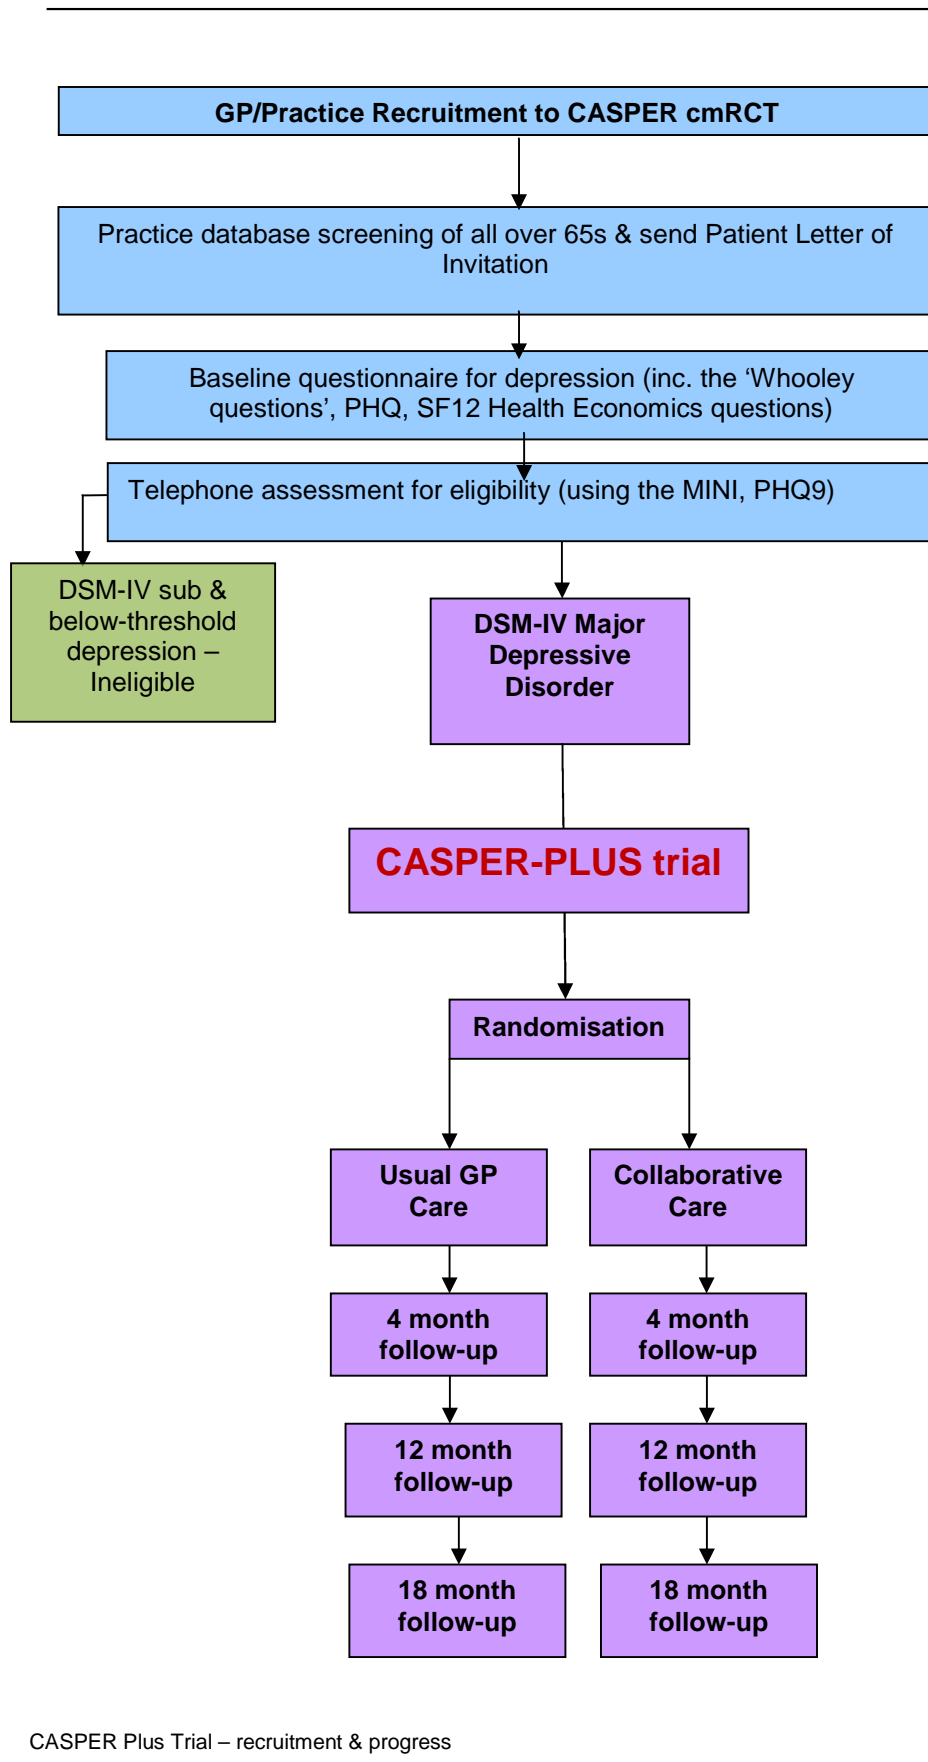 GP/Practice Recruitment to CASPER cmRCT
Practice database screening of all over 65s & send Patient Letter of
Invitation
Baseline questionnaire for depression (inc. the ‘Whooley
questions’, PHQ, SF12 Health Economics questions)
Telephone assessment for eligibility (using the MINI, PHQ9)
DSM-IV sub &
below-threshold
depression –
Ineligible
DSM-IV Major
Depressive
Disorder
CASPER-PLUS trial
Randomisation
Usual GP
Care
Collaborative
Care
4 month
follow-up
4 month
follow-up
12 month
follow-up
12 month
follow-up
18 month
follow-up
18 month
follow-up
CASPER Plus Trial – recruitment & progress